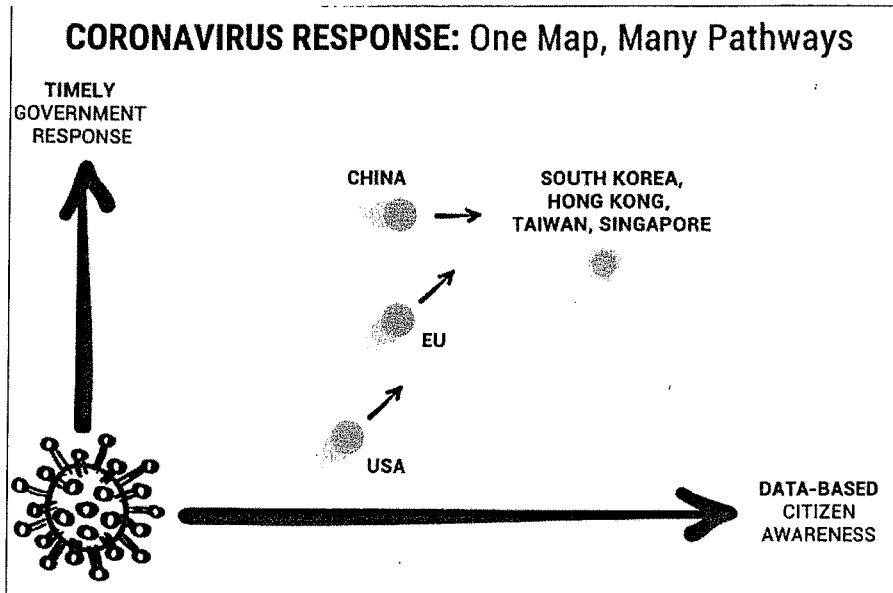 CORONAVIRUS RESPONSE: One Map, Many Pathways
TIMELY
GOVERNMENT
RESPONSE
CHINA
SOUTH KOREA,
HONG KONG,
TAIWAN, SINGAPORE
EU
USA
DATA-BASED
CITIZEN
AWARENESS